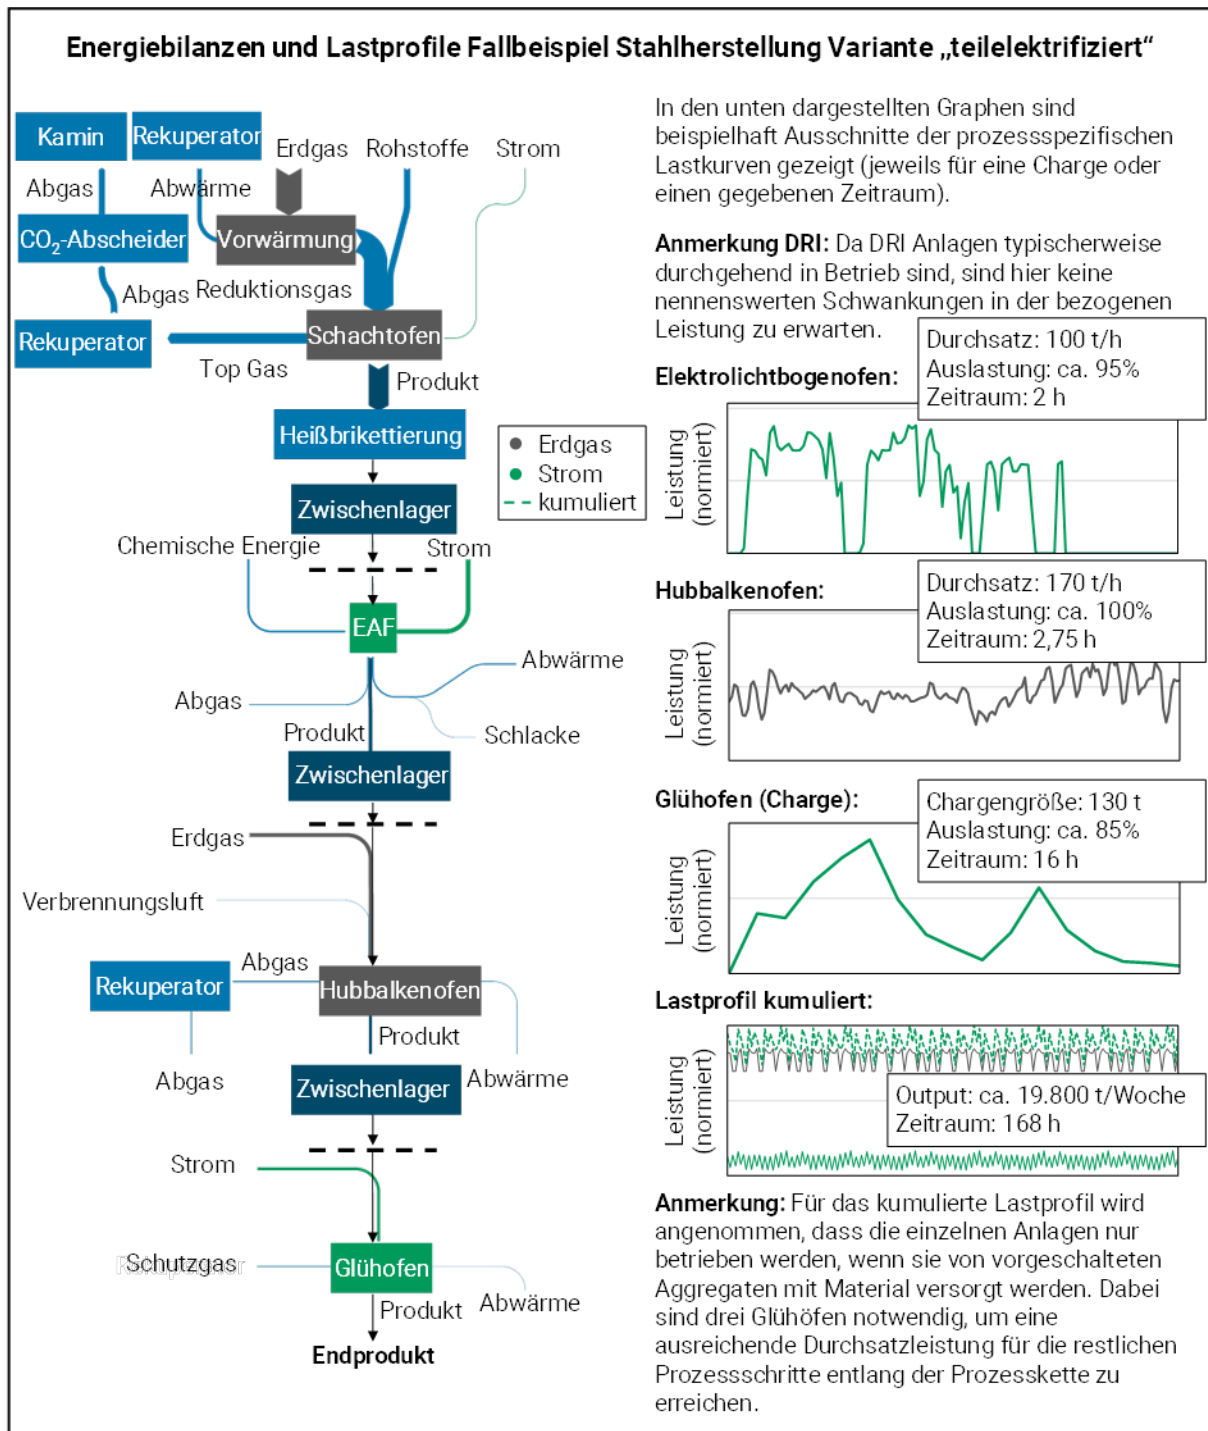 Energiebilanzen und Lastprofile Fallbeispiel Stahlherstellung Variante „teilelektrifiziert“
Kamin
Rekuperator
Erdgas
Rohstoffe
Strom
Abgas
Abwärme
CO₂-Abscheider
Vorwärmung
Abgas
Reduktionsgas
Rekuperator
Schachtofen
Top Gas
Produkt
Heißbrikettierung
Erdgas
Strom
kumuliert
Zwischenlager
Chemische Energie
Strom
EAF
Abwärme
Abgas
Produkt
Schlacke
Zwischenlager
Erdgas
Verbrennungsluft
Abgas
Rekuperator
Hubbalkenofen
Produkt
Abgas
Zwischenlager
Abwärme
Strom
Schutzgas
Rekuperator
Glühofen
Produkt
Abwärme
Endprodukt
In den unten dargestellten Graphen sind
beispielhaft Ausschnitte der prozessspezifischen
Lastkurven gezeigt (jeweils für eine Charge oder
einen gegebenen Zeitraum).
Anmerkung DRI: Da DRI Anlagen typischerweise
durchgehend in Betrieb sind, sind hier keine
nennenswerten Schwankungen in der bezogenen
Leistung zu erwarten.
Elektrolichtbogenofen:
Durchsatz: 100 t/h
Auslastung: ca. 95%
Zeitraum: 2 h
Leistung
(normiert)
Hubbalkenofen:
Durchsatz: 170 t/h
Auslastung: ca. 100%
Zeitraum: 2,75 h
Leistung
(normiert)
Glühofen (Charge):
Chargengröße: 130 t
Auslastung: ca. 85%
Zeitraum: 16 h
Leistung
(normiert)
Lastprofil kumuliert:
Leistung
(normiert)
Output: ca. 19.800 t/Woche
Zeitraum: 168 h
Anmerkung: Für das kumulierte Lastprofil wird
angenommen, dass die einzelnen Anlagen nur
betrieben werden, wenn sie von vorgeschalteten
Aggregaten mit Material versorgt werden. Dabei
sind drei Glühöfen notwendig, um eine
ausreichende Durchsatzleistung für die restlichen
Prozessschritte entlang der Prozesskette zu
erreichen.